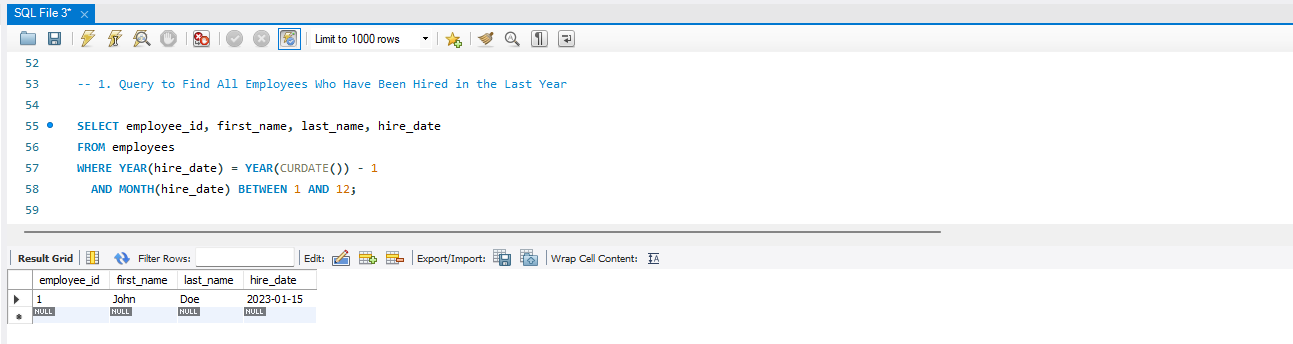 SQL File 3*
Limit to 1000 rows
52
53 -- 1. Query to Find All Employees Who Have Been Hired in the Last Year
54
55 SELECT employee_id, first_name, last_name, hire_date
56 FROM employees
57 WHERE YEAR(hire_date) = YEAR(CURDATE()) - 1
58 AND MONTH(hire_date) BETWEEN 1 AND 12;
59
Result Grid Filter Rows: Edit: Export/Import: Wrap Cell Content: IA
employee_id first_name last_name hire_date
1 John Doe 2023-01-15
NULL NULL NULL NULL